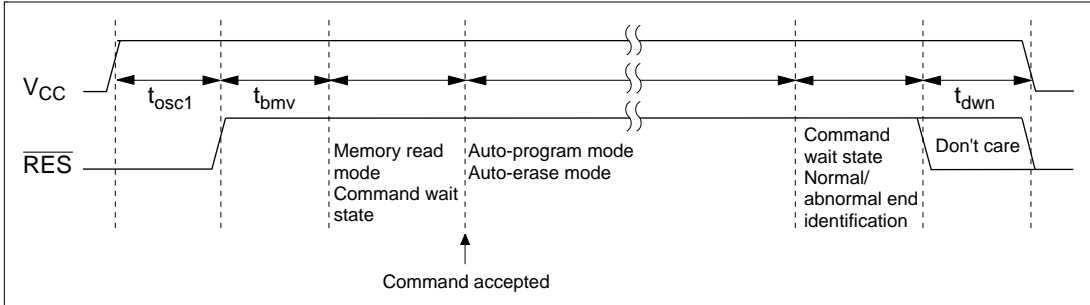 VCC
tosc1
tbmv
tdwn
RES
Memory read
mode
Command wait
state
Auto-program mode
Auto-erase mode
Command
wait state
Normal/
abnormal end
identification
Don't care
Command accepted